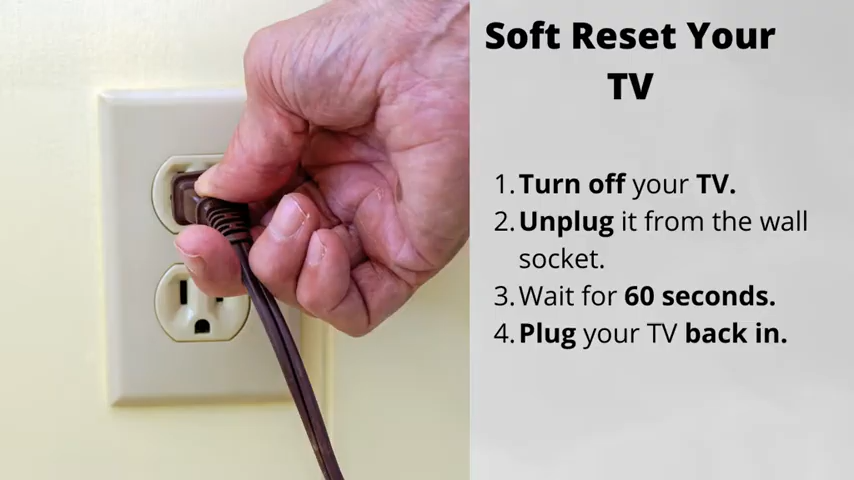 Soft Reset Your
TV
1. Turn off your TV.
2. Unplug it from the wall
socket.
3. Wait for 60 seconds.
4. Plug your TV back in.